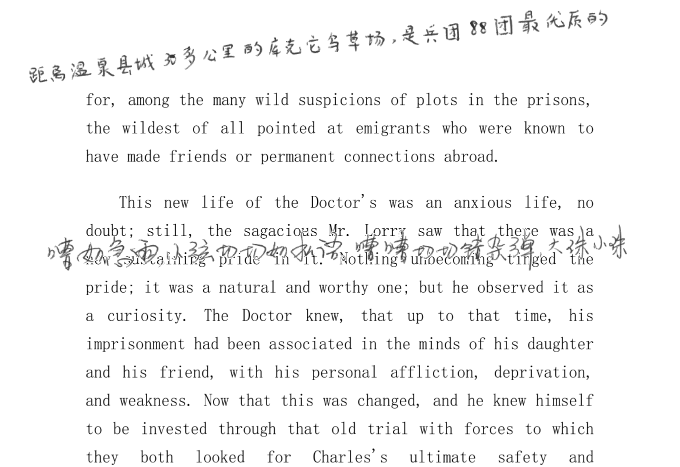 距离温泉县城30多公里的库克它乌草场,是兵团88团最优质的
for, among the many wild suspicions of plots in the prisons,
the wildest of all pointed at emigrants who were known to
have made friends or permanent connections abroad.
This new life of the Doctor's was an anxious life, no
doubt; still, the sagacious Mr. Lorry saw that there was a
嘈如急雨,小弦切切如私语,嘈嘈切切错杂弹,大珠小珠
new sustaining pride in it. Nothing unbecoming tinged the
pride; it was a natural and worthy one; but he observed it as
a curiosity. The Doctor knew, that up to that time, his
imprisonment had been associated in the minds of his daughter
and his friend, with his personal affliction, deprivation,
and weakness. Now that this was changed, and he knew himself
to be invested through that old trial with forces to which
they both looked for Charles's ultimate safety and